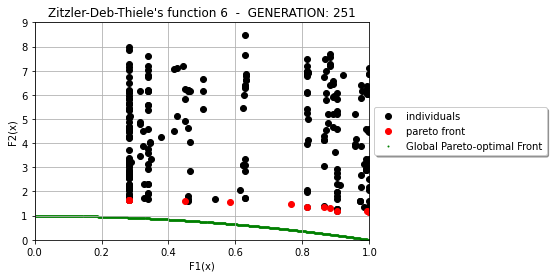 Zitzler-Deb-Thiele's function 6 - GENERATION: 251
F2(x)
9
8
7
6
5
4
3
2
1
0
0.0 0.2 0.4 0.6 0.8 1.0
F1(x)
individuals
pareto front
Global Pareto-optimal Front